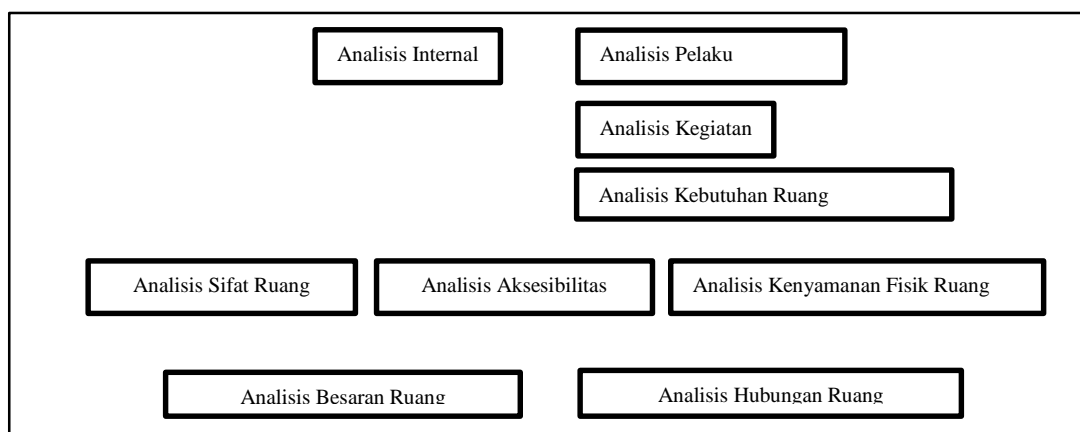 Analisis Internal
Analisis Pelaku
Analisis Kegiatan
Analisis Kebutuhan Ruang
Analisis Sifat Ruang
Analisis Aksesibilitas
Analisis Kenyamanan Fisik Ruang
Analisis Besaran Ruang
Analisis Hubungan Ruang